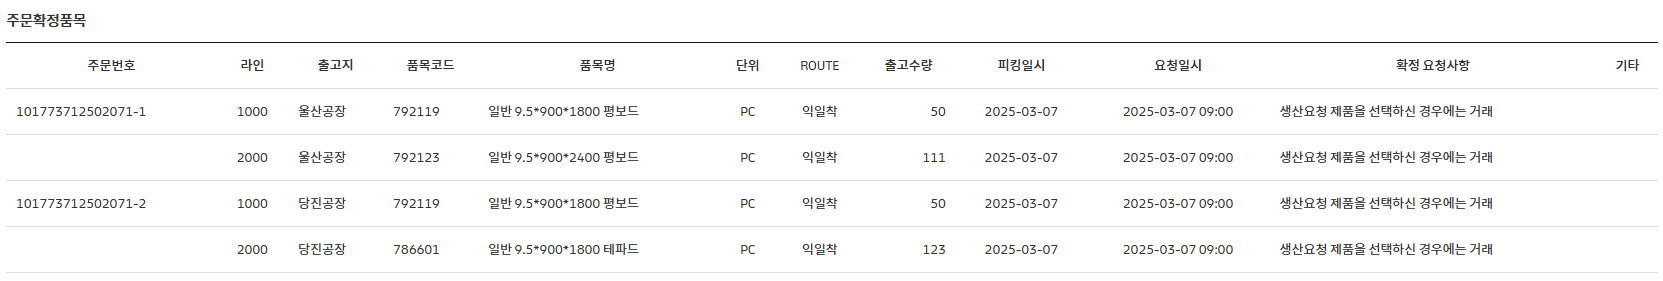 주문확정품목
주문번호 라인 출고지 품목코드 품목명 단위 ROUTE 출고수량 피킹일시 요청일시 확정 요청사항 기타
101773712502071-1 1000 울산공장 792119 일반 9.5*900*1800 평보드 PC 익일착 50 2025-03-07 2025-03-07 09:00 생산요청 제품을 선택하신 경우에는 거래
2000 울산공장 792123 일반 9.5*900*2400 평보드 PC 익일착 111 2025-03-07 2025-03-07 09:00 생산요청 제품을 선택하신 경우에는 거래
101773712502071-2 1000 당진공장 792119 일반 9.5*900*1800 평보드 PC 익일착 50 2025-03-07 2025-03-07 09:00 생산요청 제품을 선택하신 경우에는 거래
2000 당진공장 786601 일반 9.5*900*1800 테파드 PC 익일착 123 2025-03-07 2025-03-07 09:00 생산요청 제품을 선택하신 경우에는 거래